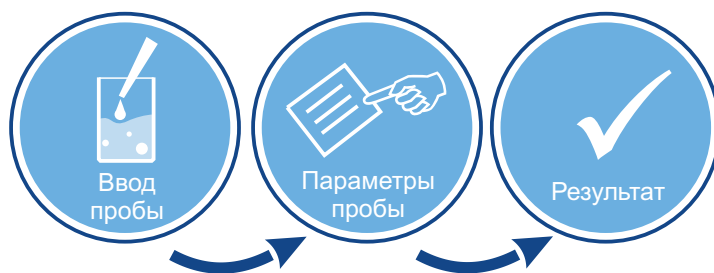 Ввод
пробы
Параметры
пробы
Результат